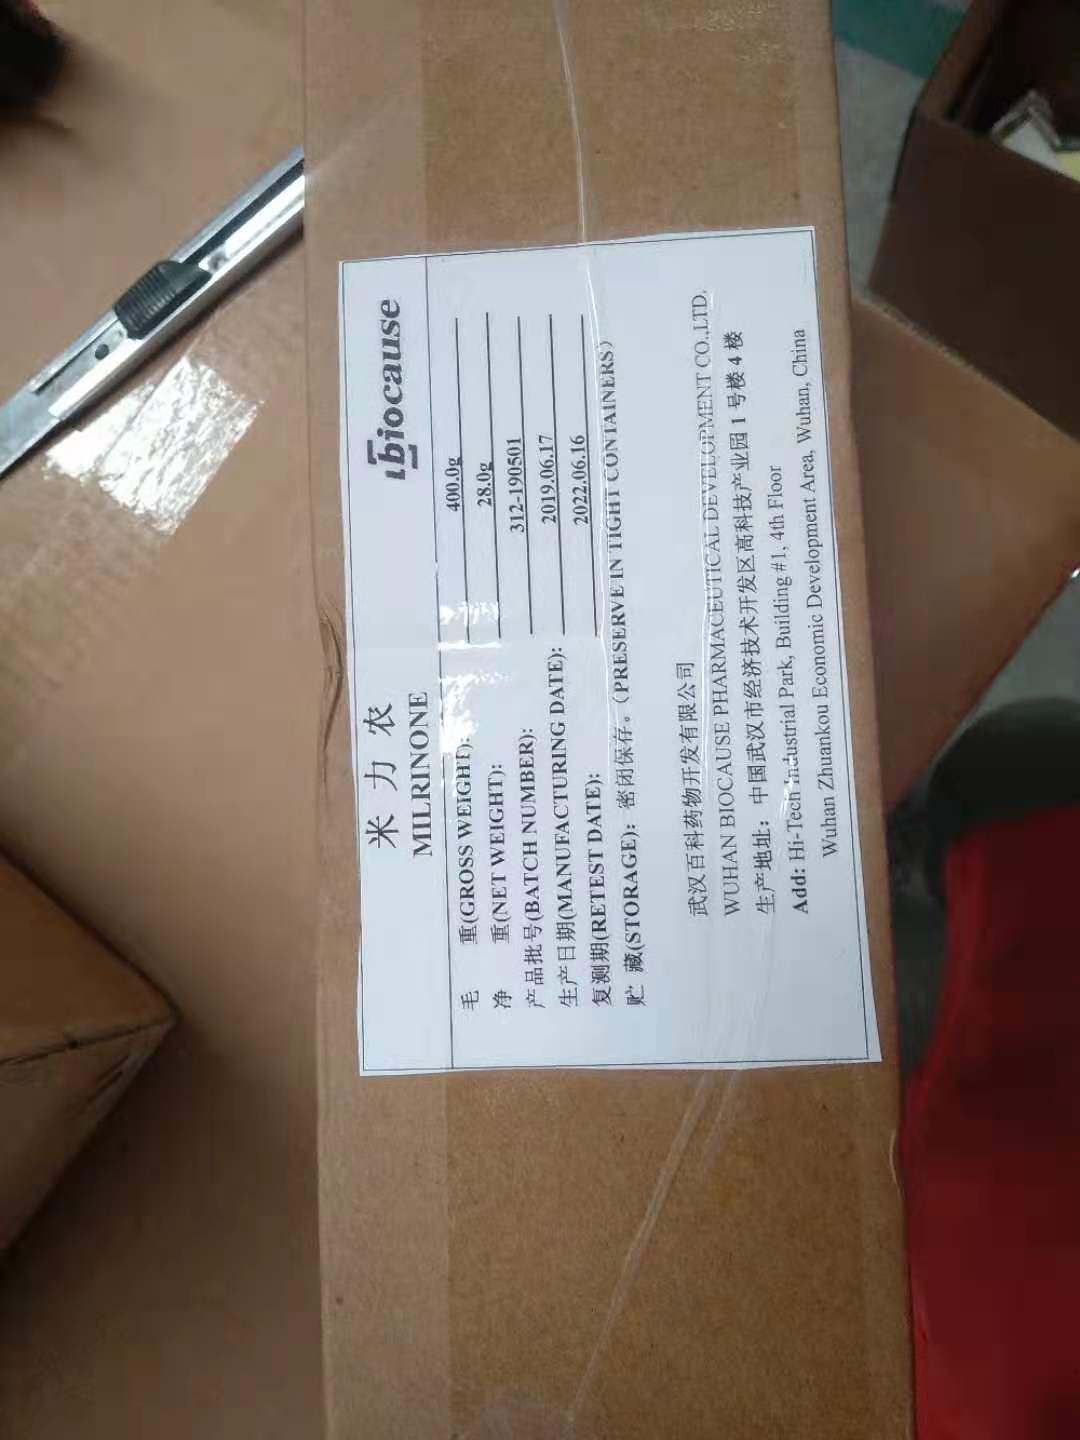 biocause
米力农
MILRINONE
毛 重(GROSS WEIGHT): 400.0g
净 重(NET WEIGHT): 28.0g
产品批号(BATCH NUMBER): 312-190501
生产日期(MANUFACTURING DATE): 2019.06.17
复测期(RETEST DATE): 2022.06.16
贮 藏(STORAGE): 密闭保存。(PRESERVE IN TIGHT CONTAINERS)
武汉百科药物开发有限公司
WUHAN BIOCAUSE PHARMACEUTICAL DEVELOPMENT CO.,LTD.
生产地址: 中国武汉市经济技术开发区高科技产业园1号楼4楼
Add: Hi-Tech Industrial Park, Building #1, 4th Floor
Wuhan Zhuankou Economic Development Area, Wuhan, China